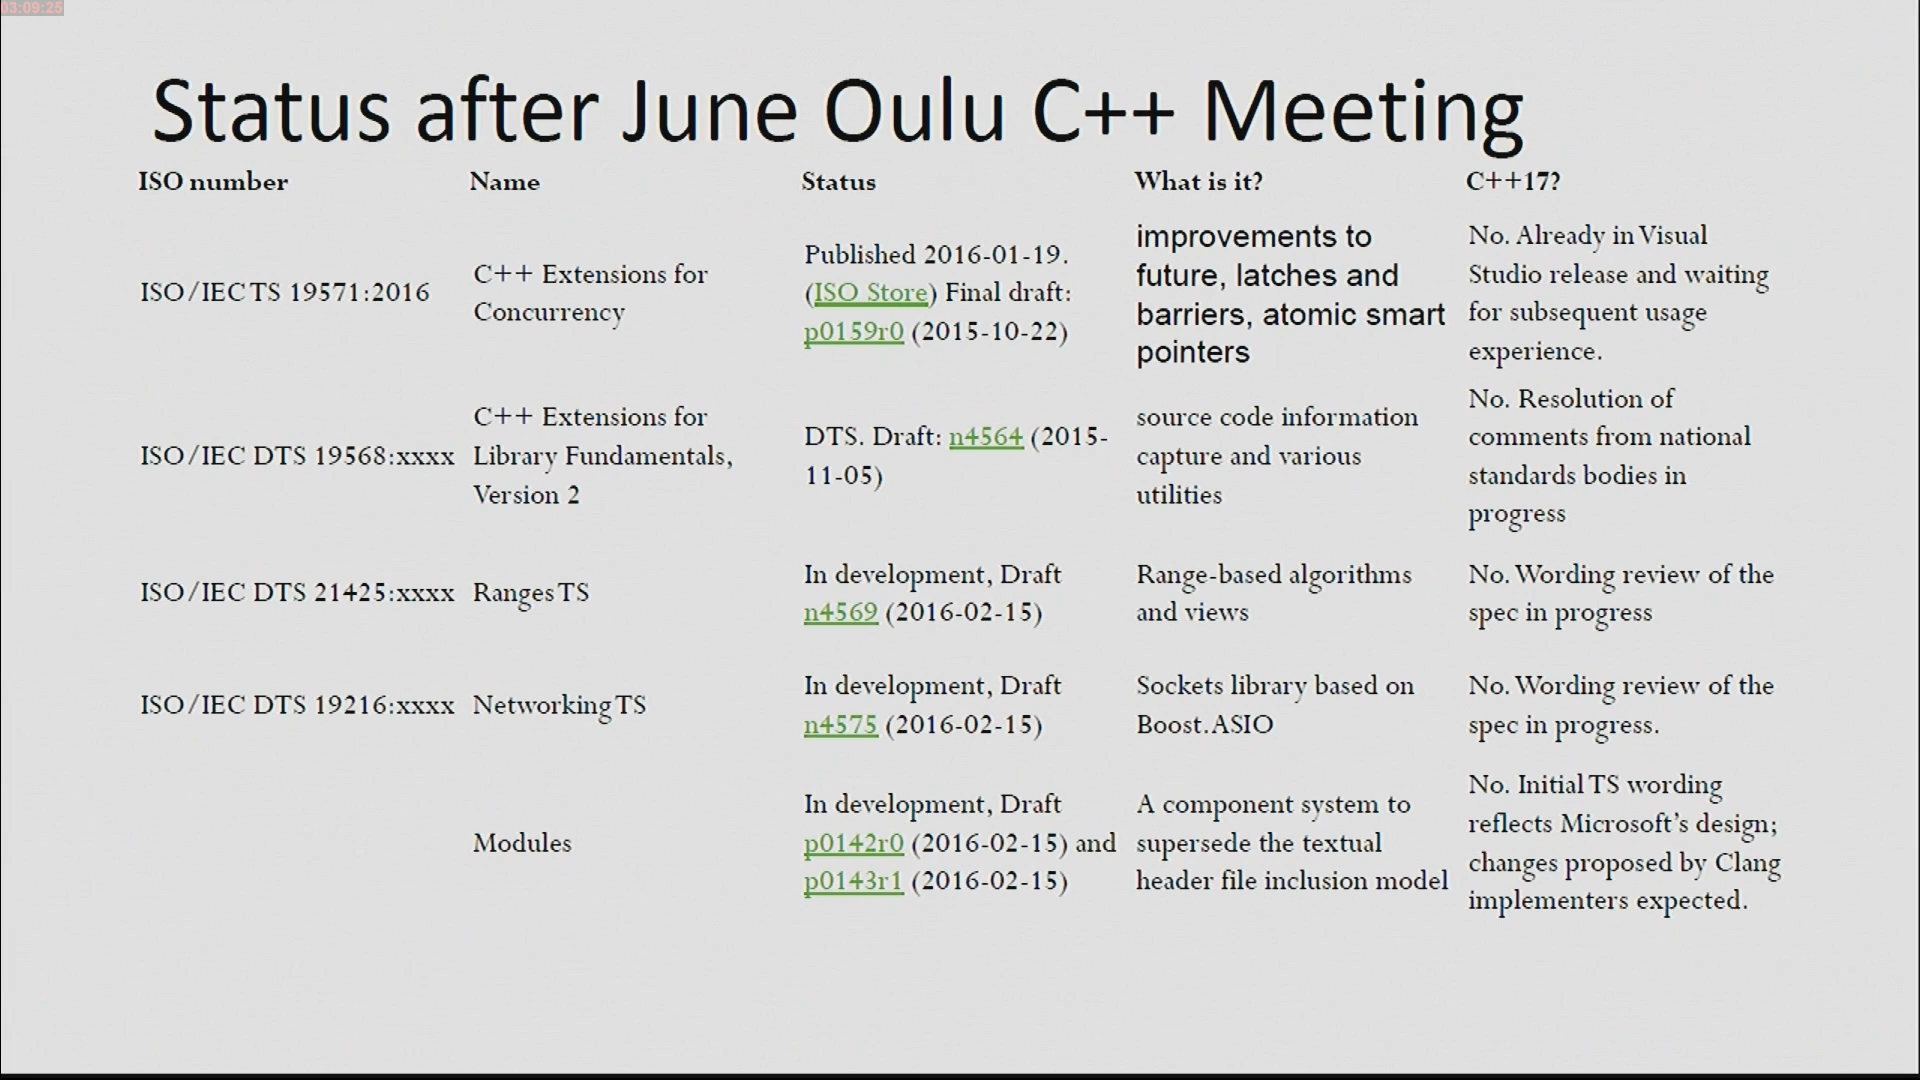 03:09:25
Status after June Oulu C++ Meeting
ISO number
Name
Status
What is it?
C++17?
ISO/IEC TS 19571:2016
C++ Extensions for
Concurrency
Published 2016-01-19.
(ISO Store) Final draft:
p0159r0 (2015-10-22)
improvements to
future, latches and
barriers, atomic smart
pointers
No. Already in Visual
Studio release and waiting
for subsequent usage
experience.
ISO/IEC DTS 19568:xxxx
C++ Extensions for
Library Fundamentals,
Version 2
DTS. Draft: n4564 (2015-
11-05)
source code information
capture and various
utilities
No. Resolution of
comments from national
standards bodies in
progress
ISO/IEC DTS 21425:xxxx
Ranges TS
In development, Draft
n4569 (2016-02-15)
Range-based algorithms
and views
No. Wording review of the
spec in progress
ISO/IEC DTS 19216:xxxx
Networking TS
In development, Draft
n4575 (2016-02-15)
Sockets library based on
Boost.ASIO
No. Wording review of the
spec in progress.
Modules
In development, Draft
p0142r0 (2016-02-15) and
p0143r1 (2016-02-15)
A component system to
supersede the textual
header file inclusion model
No. Initial TS wording
reflects Microsoft’s design;
changes proposed by Clang
implementers expected.